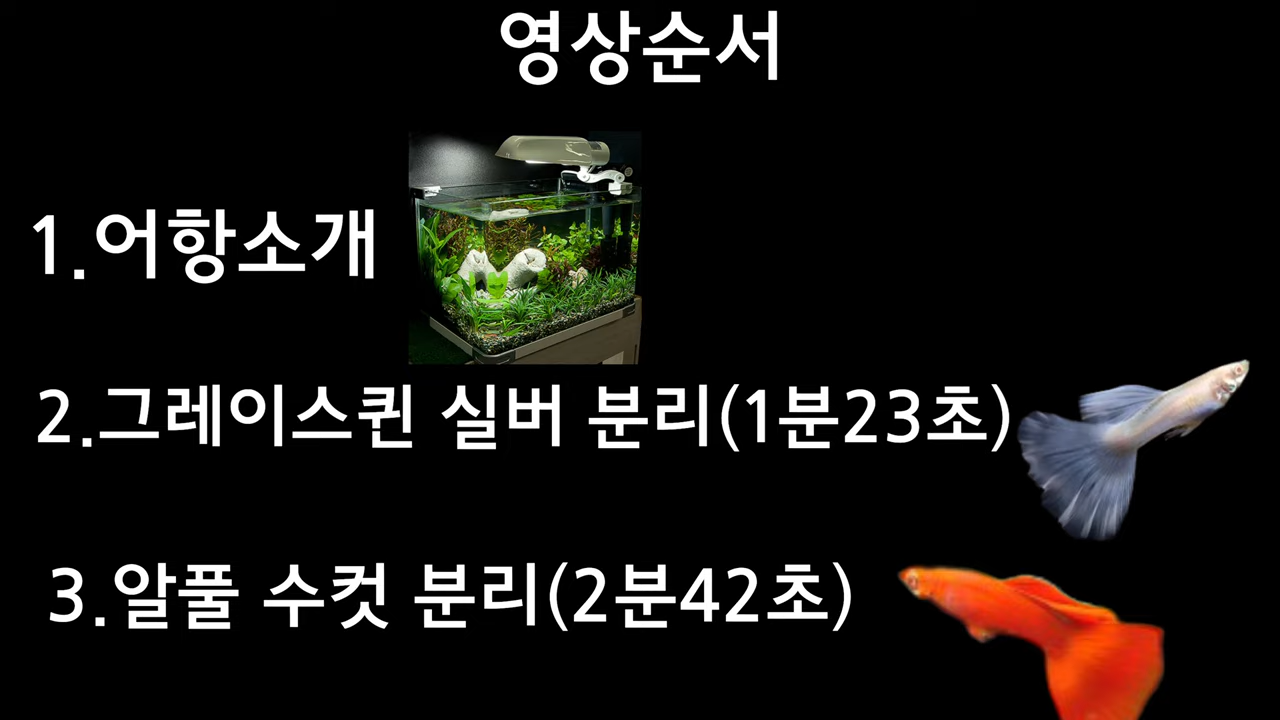 영상순서
1.어항소개
2.그레이스퀸 실버 분리(1분23초)
3.알풀 수컷 분리(2분42초)